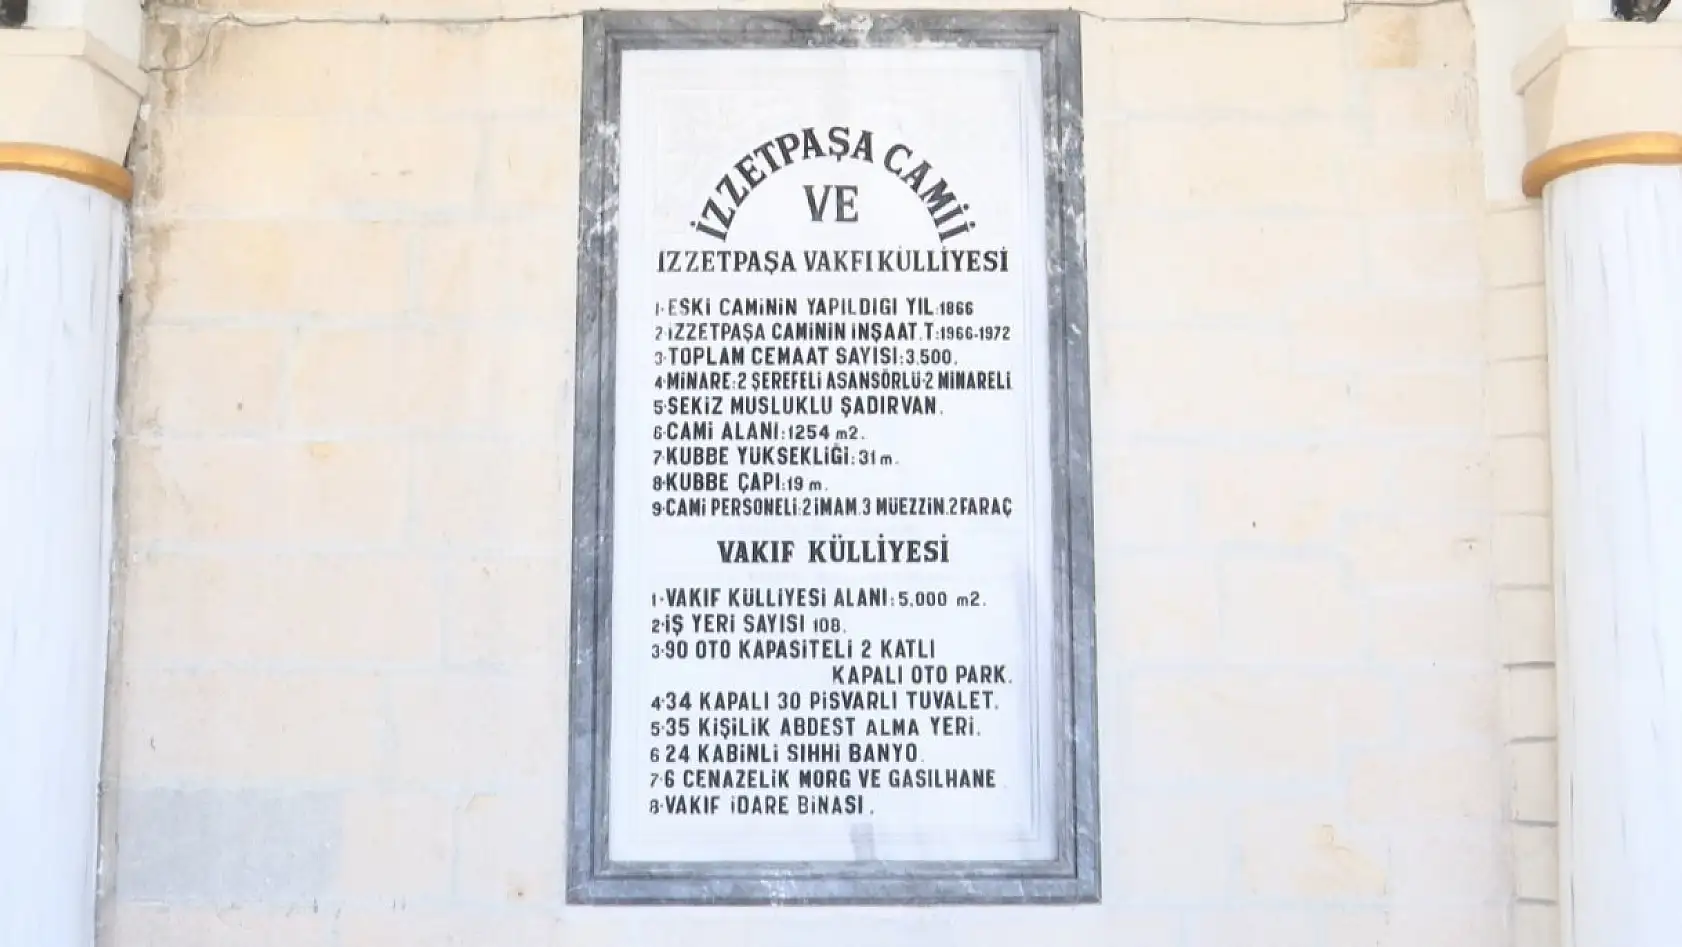 İZZETPAŞA CAMİİ
VE
İZZETPAŞA VAKFI KÜLLİYESİ
1-ESKİ CAMİNİN YAPILDIGI YIL:1866
2-İZZETPAŞA CAMİNİN İNŞAAT.T:1966-1972
3-TOPLAM CEMAAT SAYISI:3.500.
4-MİNARE:2 ŞEREFELİ ASANSÖRLÜ-2 MİNARELİ
5-SEKİZ MUSLUKLU ŞADIRVAN.
6-CAMİ ALANI:1254 m2.
7-KUBBE YÜKSEKLİĞİ:31 m.
8-KUBBE ÇAPI:19 m.
9-CAMİ PERSONELİ:2 İMAM.3 MÜEZZİN.2 FARAÇ
VAKIF KÜLLİYESİ
1-VAKIF KÜLLİYESİ ALANI:5.000 m2.
2-İŞ YERİ SAYISI 108.
3-90 OTO KAPASİTELİ 2 KATLI
KAPALI OTO PARK.
4-34 KAPALI 30 PİSVARLI TUVALET.
5-35 KİŞİLİK ABDEST ALMA YERİ.
6 24 KABİNLİ SIHHİ BANYO.
7-6 CENAZELİK MORG VE GASILHANE
8-VAKIF İDARE BİNASI.